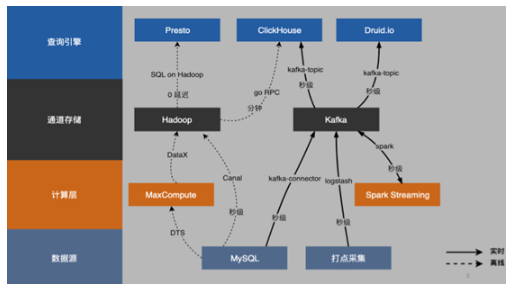 查询引擎
Presto
ClickHouse
Druid.io
SQL on Hadoop
0 延迟
go RPC
分钟
kafka-topic
秒级
kafka-topic
秒级
通道存储
Hadoop
Kafka
DataX
Canal
秒级
kafka-connector
秒级
logstash
秒级
spark
秒级
计算层
MaxCompute
Spark Streaming
DTS
数据源
MySQL
打点采集
实时
离线